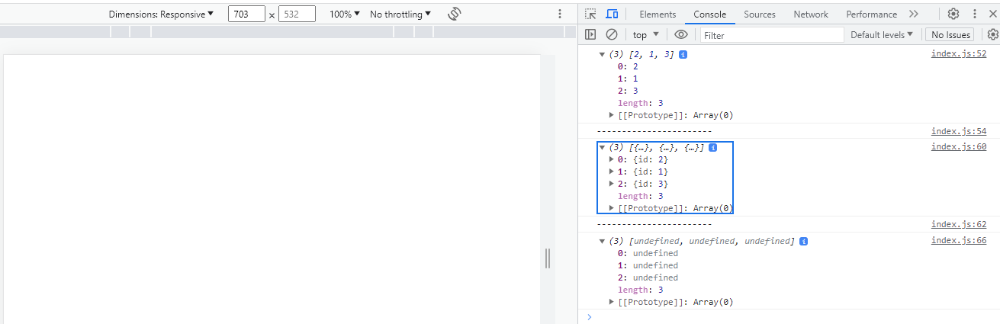 Dimensions: Responsive ▼ 703 × 532 100% ▼ No throttling ▼
Elements Console Sources Network Performance
top ▼ Filter Default levels ▼ No Issues
▼ (3) [2, 1, 3] i index.js:52
0: 2
1: 1
2: 3
length: 3
▶ [[Prototype]]: Array(0)
----------------------- index.js:54
▼ (3) [{…}, {…}, {…}] i index.js:60
▶ 0: {id: 2}
▶ 1: {id: 1}
▶ 2: {id: 3}
length: 3
▶ [[Prototype]]: Array(0)
----------------------- index.js:62
▼ (3) [undefined, undefined, undefined] i index.js:66
0: undefined
1: undefined
2: undefined
length: 3
▶ [[Prototype]]: Array(0)